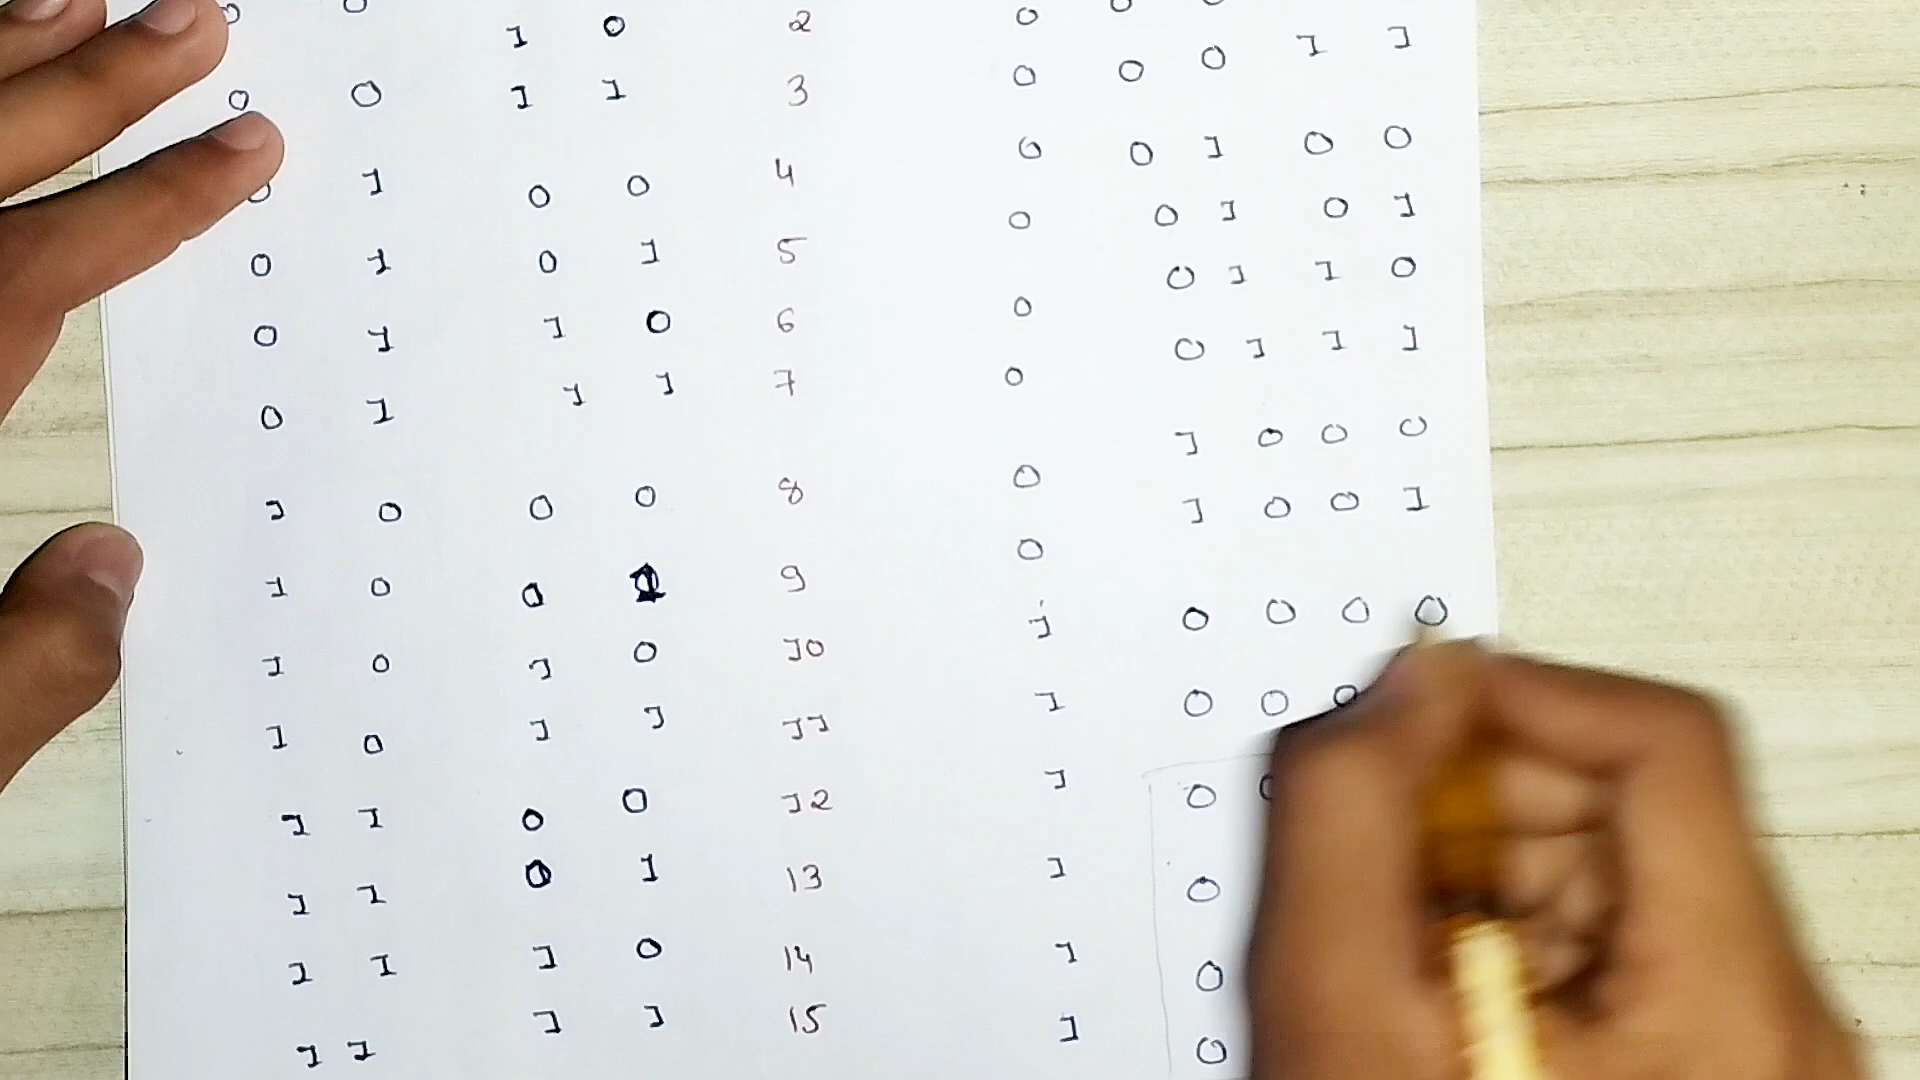 0 0 1 0 2 0 0 0
0 0 1 1 3 0 0 0 1 1
0 1 0 0 4 0 0 1 0 0
0 1 0 1 5 0 0 1 0 1
0 1 1 0 6 0 0 1 1 0
0 1 1 1 7 0 0 1 1 1
1 0 0 0 8 0 1 0 0 0
1 0 0 1 9 0 1 0 0 1
1 0 1 0 10 1 0 0 0 0
1 0 1 1 11 1 0 0 0
1 1 0 0 12 1 0 0
1 1 0 1 13 1 0
1 1 1 0 14 1 0
1 1 1 1 15 1 0